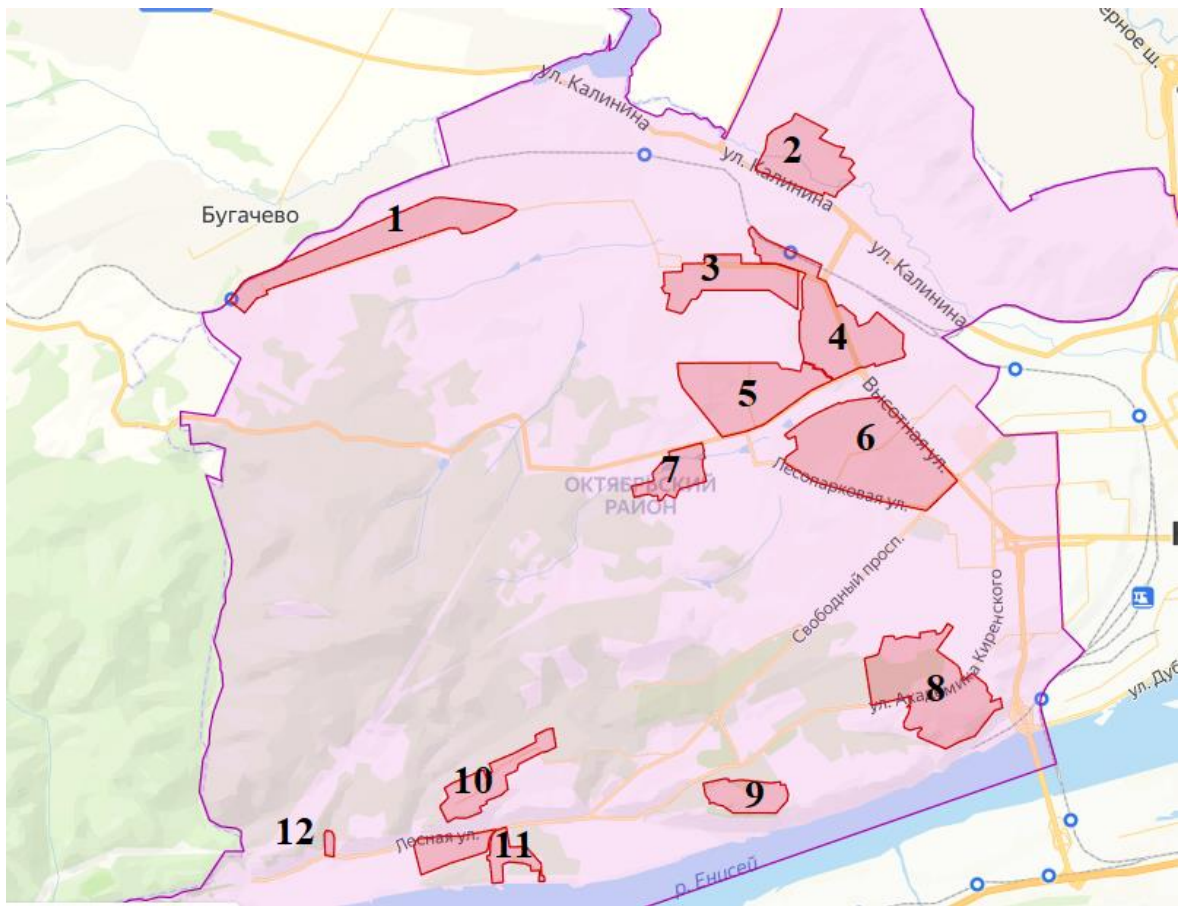 ерное ш.
ул. Калинина
2
ул. Калинина
1
Бугачево
ул. Калинина
3
4
5
Высотная ул.
6
7
Лесопарковая ул.
ОКТЯБРЬСКИЙ
РАЙОН
Свободный просп.
ул. Академика Киренского
8
ул. Дуб
10
9
12
Лесная ул.
11
р. Енисей